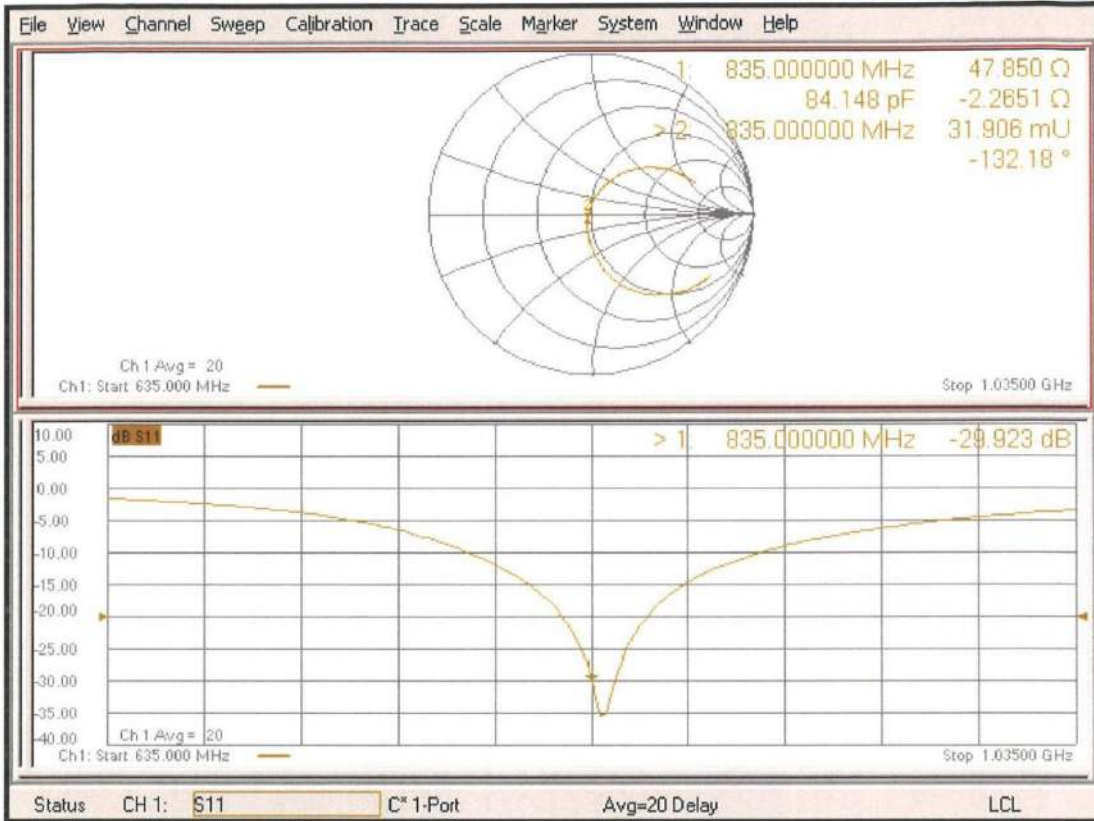 File View Channel Sweep Calibration Trace Scale Marker System Window Help
1: 835.000000 MHz 47.850 Ω
84.148 pF -2.2651 Ω
> 2: 835.000000 MHz 31.906 mU
-132.18 °
Ch 1 Avg = 20
Ch1: Start 635.000 MHz
Stop 1.03500 GHz
10.00
dB S11
> 1: 835.000000 MHz -29.923 dB
5.00
0.00
-5.00
-10.00
-15.00
-20.00
-25.00
-30.00
-35.00
-40.00
Ch 1 Avg = 20
Ch1: Start 635.000 MHz
Stop 1.03500 GHz
Status CH 1: S11 C* 1-Port Avg=20 Delay LCL